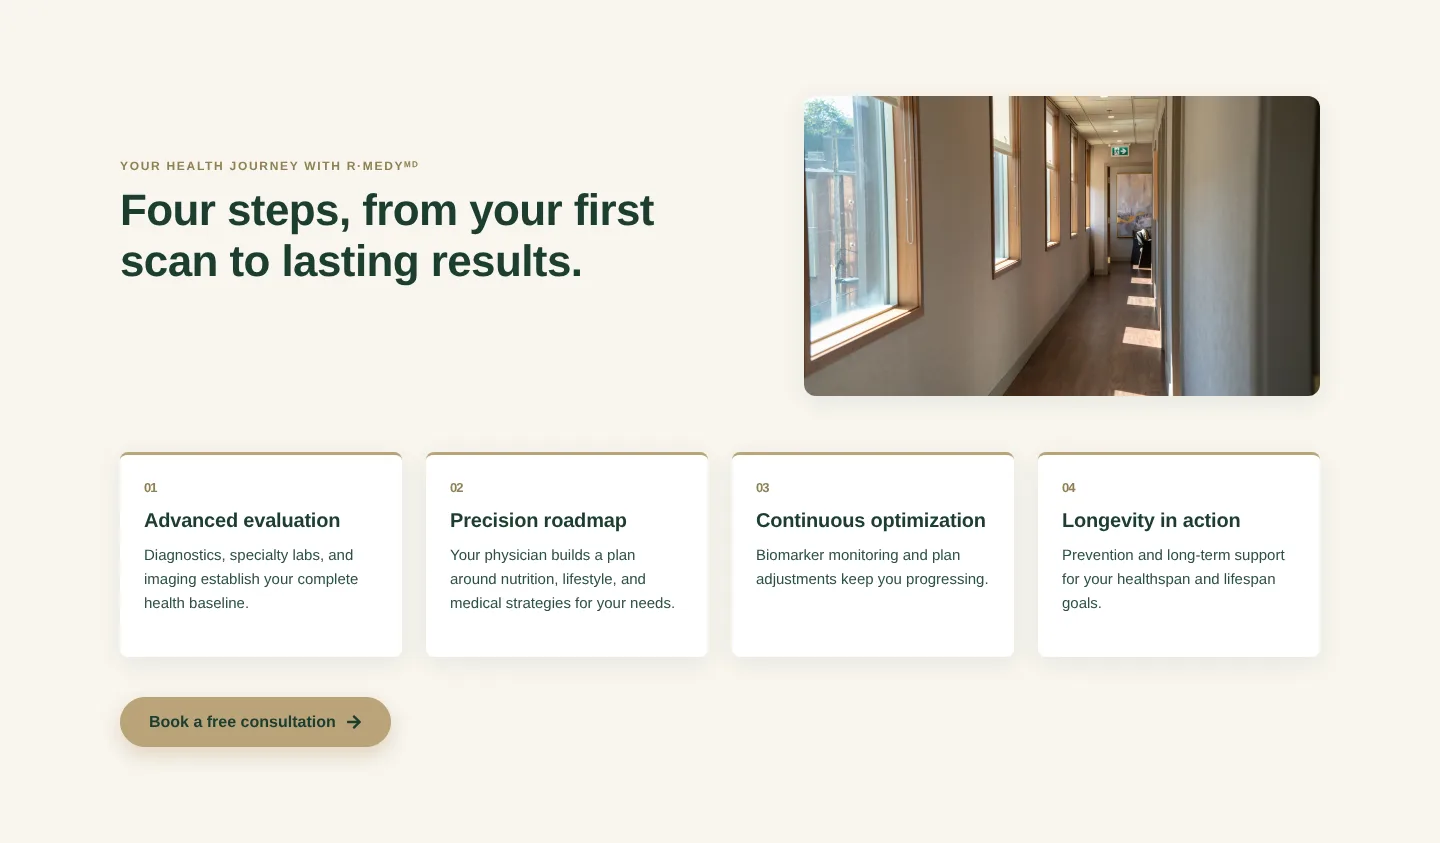 YOUR HEALTH JOURNEY WITH R·MEDYᴹᴰ
Four steps, from your first
scan to lasting results.
01
Advanced evaluation
Diagnostics, specialty labs, and
imaging establish your complete
health baseline.
02
Precision roadmap
Your physician builds a plan
around nutrition, lifestyle, and
medical strategies for your needs.
03
Continuous optimization
Biomarker monitoring and plan
adjustments keep you progressing.
04
Longevity in action
Prevention and long-term support
for your healthspan and lifespan
goals.
Book a free consultation →